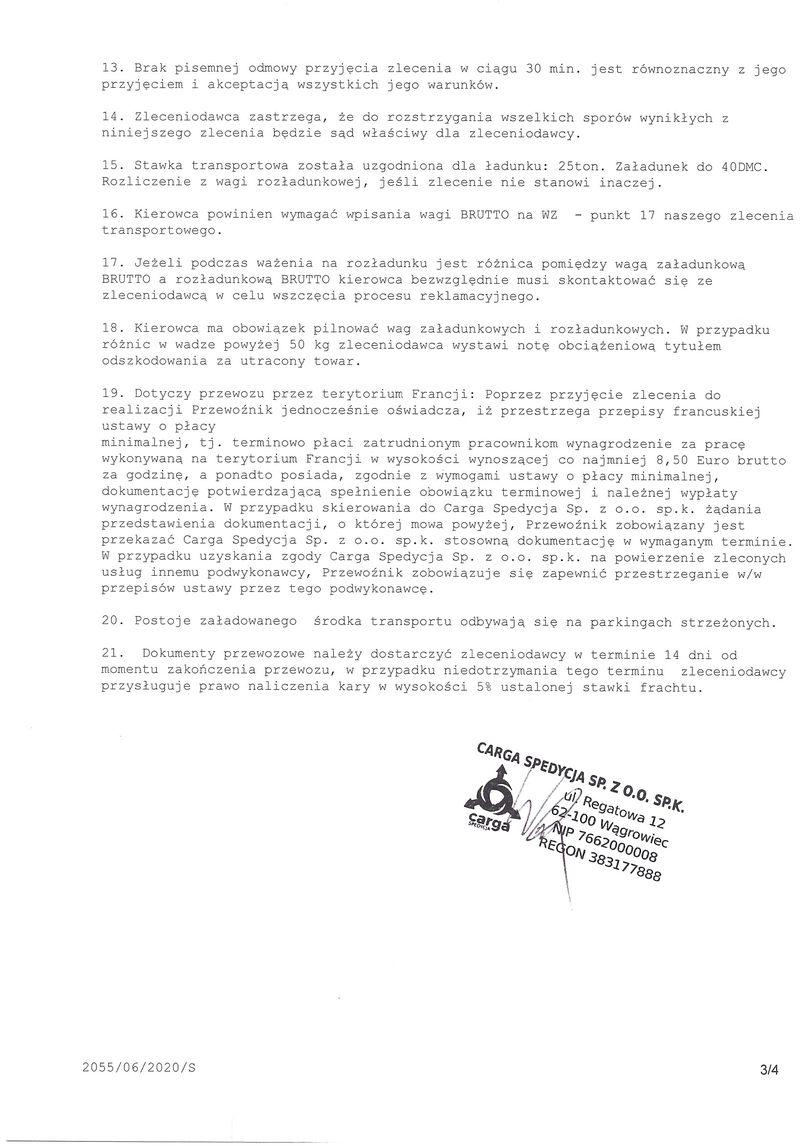 13. Brak pisemnej odmowy przyjęcia zlecenia w ciągu 30 min. jest równoznaczny z jego
przyjęciem i akceptacją wszystkich jego warunków.
14. Zleceniodawca zastrzega, że do rozstrzygania wszelkich sporów wynikłych z
niniejszego zlecenia będzie sąd właściwy dla zleceniodawcy.
15. Stawka transportowa została uzgodniona dla ładunku: 25ton. Załadunek do 40DMC.
Rozliczenie z wagi rozładunkowej, jeśli zlecenie nie stanowi inaczej.
16. Kierowca powinien wymagać wpisania wagi BRUTTO na WZ - punkt 17 naszego zlecenia
transportowego.
17. Jeżeli podczas ważenia na rozładunku jest różnica pomiędzy wagą załadunkową
BRUTTO a rozładunkową BRUTTO kierowca bezwzględnie musi skontaktować się ze
zleceniodawcą w celu wszczęcia procesu reklamacyjnego.
18. Kierowca ma obowiązek pilnować wag załadunkowych i rozładunkowych. W przypadku
różnic w wadze powyżej 50 kg zleceniodawca wystawi notę obciążeniową tytułem
odszkodowania za utracony towar.
19. Dotyczy przewozu przez terytorium Francji: Poprzez przyjęcie zlecenia do
realizacji Przewoźnik jednocześnie oświadcza, iż przestrzega przepisy francuskiej
ustawy o płacy
minimalnej, tj. terminowo płaci zatrudnionym pracownikom wynagrodzenie za pracę
wykonywaną na terytorium Francji w wysokości wynoszącej co najmniej 8,50 Euro brutto
za godzinę, a ponadto posiada, zgodnie z wymogami ustawy o płacy minimalnej,
dokumentację potwierdzającą spełnienie obowiązku terminowej i należnej wypłaty
wynagrodzenia. W przypadku skierowania do Carga Spedycja Sp. z o.o. sp.k. żądania
przedstawienia dokumentacji, o której mowa powyżej, Przewoźnik zobowiązany jest
przekazać Carga Spedycja Sp. z o.o. sp.k. stosowną dokumentację w wymaganym terminie.
W przypadku uzyskania zgody Carga Spedycja Sp. z o.o. sp.k. na powierzenie zleconych
usług innemu podwykonawcy, Przewoźnik zobowiązuje się zapewnić przestrzeganie w/w
przepisów ustawy przez tego podwykonawcę.
20. Postoje załadowanego środka transportu odbywają się na parkingach strzeżonych.
21. Dokumenty przewozowe należy dostarczyć zleceniodawcy w terminie 14 dni od
momentu zakończenia przewozu, w przypadku niedotrzymania tego terminu zleceniodawcy
przysługuje prawo naliczenia kary w wysokości 5% ustalonej stawki frachtu.
CARGA SPEDYCJA SP. Z O.O. SP.K.
ul. Regatowa 12
62-100 Wągrowiec
NIP 7662000008
REGON 383177888
carga
SPEDYCJA
2055/06/2020/S
3/4